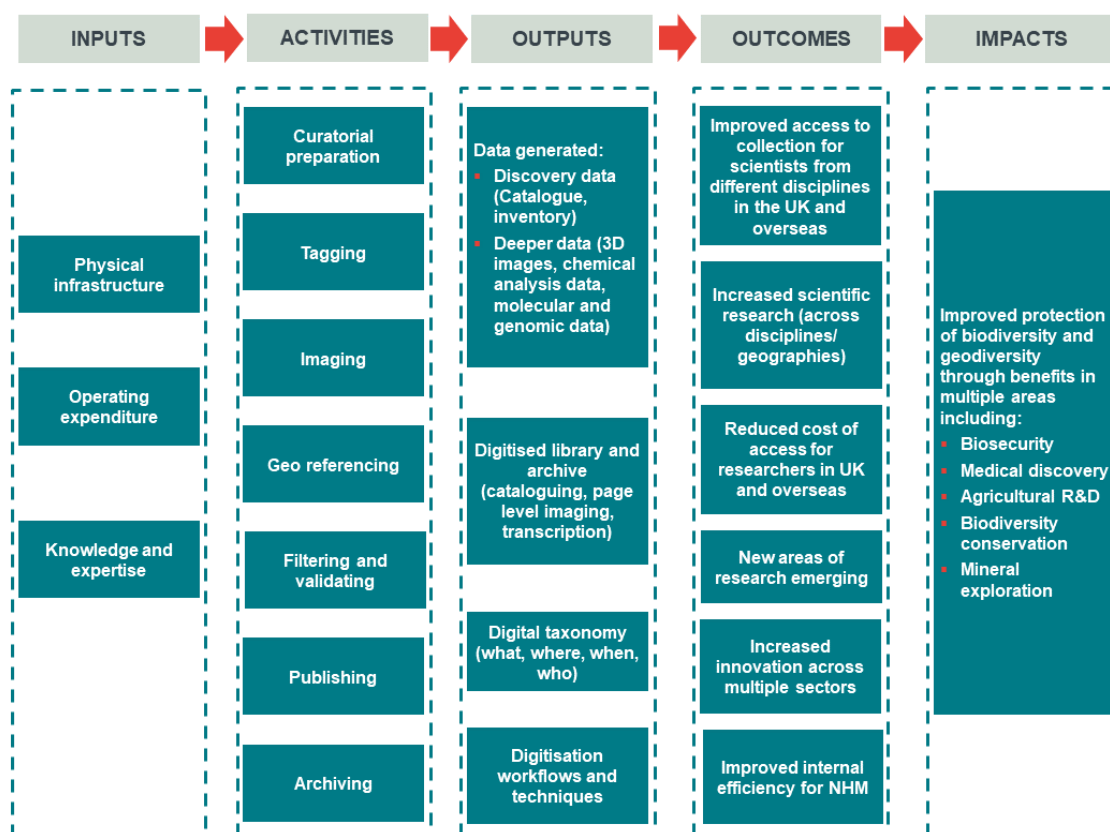 INPUTS
ACTIVITIES
OUTPUTS
OUTCOMES
IMPACTS
Physical
infrastructure
Operating
expenditure
Knowledge and
expertise
Curatorial
preparation
Tagging
Imaging
Geo referencing
Filtering and
validating
Publishing
Archiving
Data generated:
Discovery data
(Catalogue,
inventory)
Deeper data (3D
images, chemical
analysis data,
molecular and
genomic data)
Digitised library and
archive
(cataloguing, page
level imaging,
transcription)
Digital taxonomy
(what, where, when,
who)
Digitisation
workflows and
techniques
Improved access to
collection for
scientists from
different disciplines
in the UK and
overseas
Increased scientific
research (across
disciplines/
geographies)
Reduced cost of
access for
researchers in UK
and overseas
New areas of
research emerging
Increased
innovation across
multiple sectors
Improved internal
efficiency for NHM
Improved protection
of biodiversity and
geodiversity
through benefits in
multiple areas
including:
Biosecurity
Medical discovery
Agricultural R&D
Biodiversity
conservation
Mineral
exploration